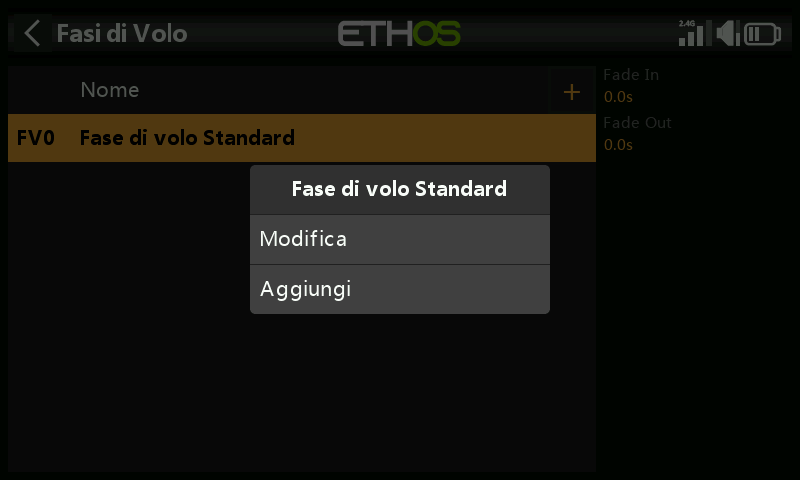 Fasi di Volo
ETHOS
2.4G
Nome
+
Fade In
0.0s
FV0 Fase di volo Standard
Fade Out
0.0s
Fase di volo Standard
Modifica
Aggiungi